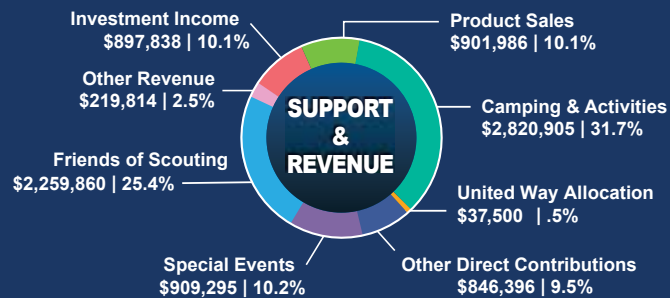 Investment Income
$897,838 | 10.1%
Product Sales
$901,986 | 10.1%
Other Revenue
$219,814 | 2.5%
Camping & Activities
$2,820,905 | 31.7%
SUPPORT
&
REVENUE
Friends of Scouting
$2,259,860 | 25.4%
United Way Allocation
$37,500 | .5%
Special Events
$909,295 | 10.2%
Other Direct Contributions
$846,396 | 9.5%